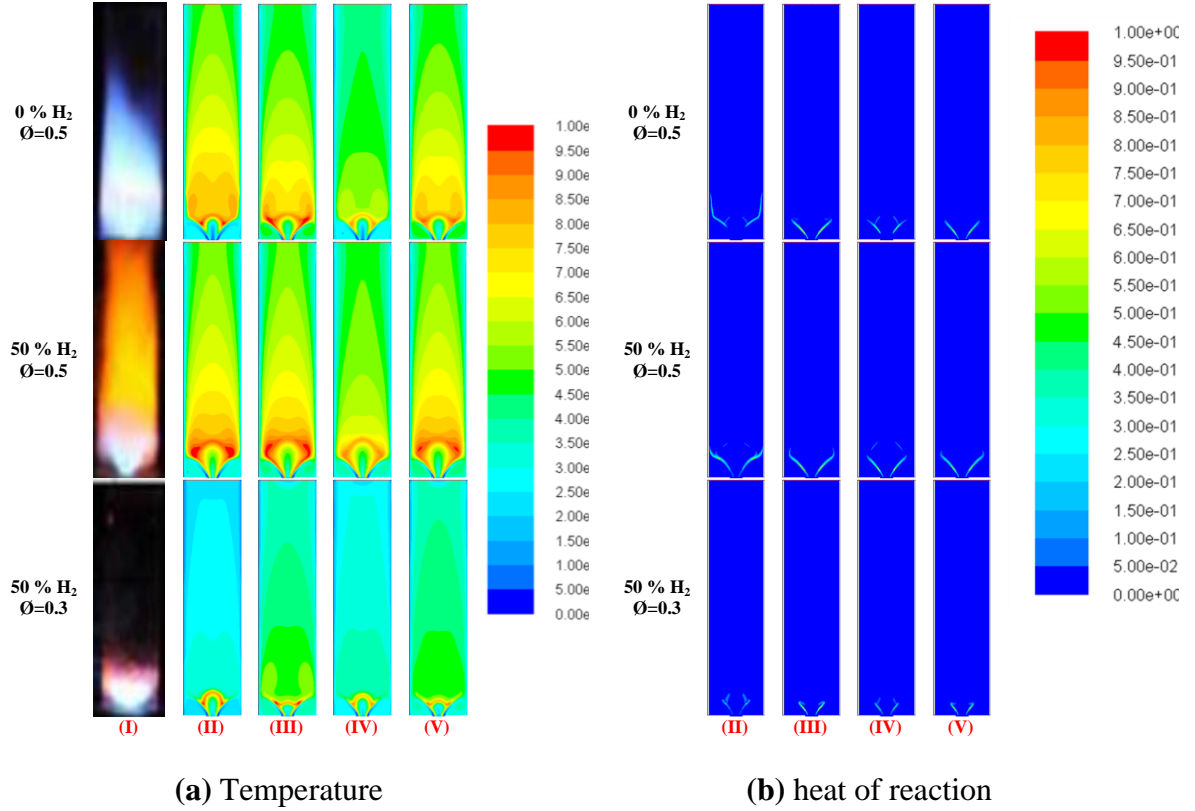 0 % H₂
Ø=0.5
50 % H₂
Ø=0.5
50 % H₂
Ø=0.3
(I)
(II)
(III)
(IV)
(V)
1.00e
9.50e
9.00e
8.50e
8.00e
7.50e
7.00e
6.50e
6.00e
5.50e
5.00e
4.50e
4.00e
3.50e
3.00e
2.50e
2.00e
1.50e
1.00e
5.00e
0.00e
(a) Temperature
0 % H₂
Ø=0.5
50 % H₂
Ø=0.5
50 % H₂
Ø=0.3
(II)
(III)
(IV)
(V)
1.00e+00
9.50e-01
9.00e-01
8.50e-01
8.00e-01
7.50e-01
7.00e-01
6.50e-01
6.00e-01
5.50e-01
5.00e-01
4.50e-01
4.00e-01
3.50e-01
3.00e-01
2.50e-01
2.00e-01
1.50e-01
1.00e-01
5.00e-02
0.00e+00
(b) heat of reaction